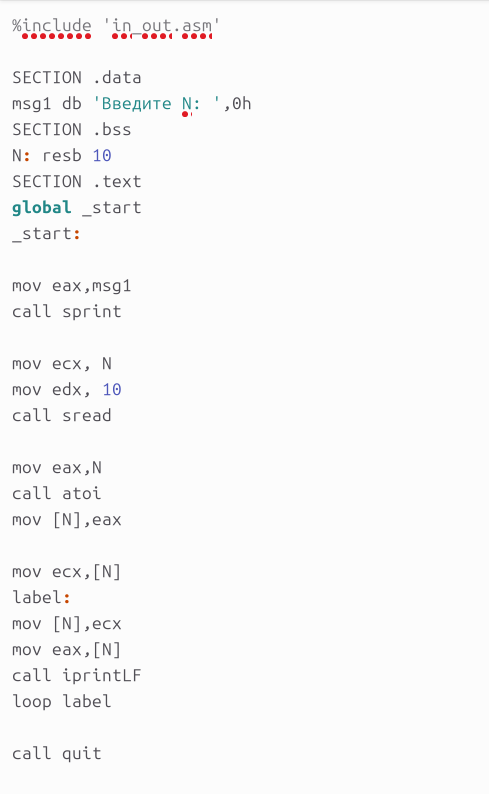 %include 'in_out.asm'
SECTION .data
msg1 db 'Введите N: ',0h
SECTION .bss
N: resb 10
SECTION .text
global _start
_start:
mov eax,msg1
call sprint
mov ecx, N
mov edx, 10
call sread
mov eax,N
call atoi
mov [N],eax
mov ecx,[N]
label:
mov [N],ecx
mov eax,[N]
call iprintLF
loop label
call quit